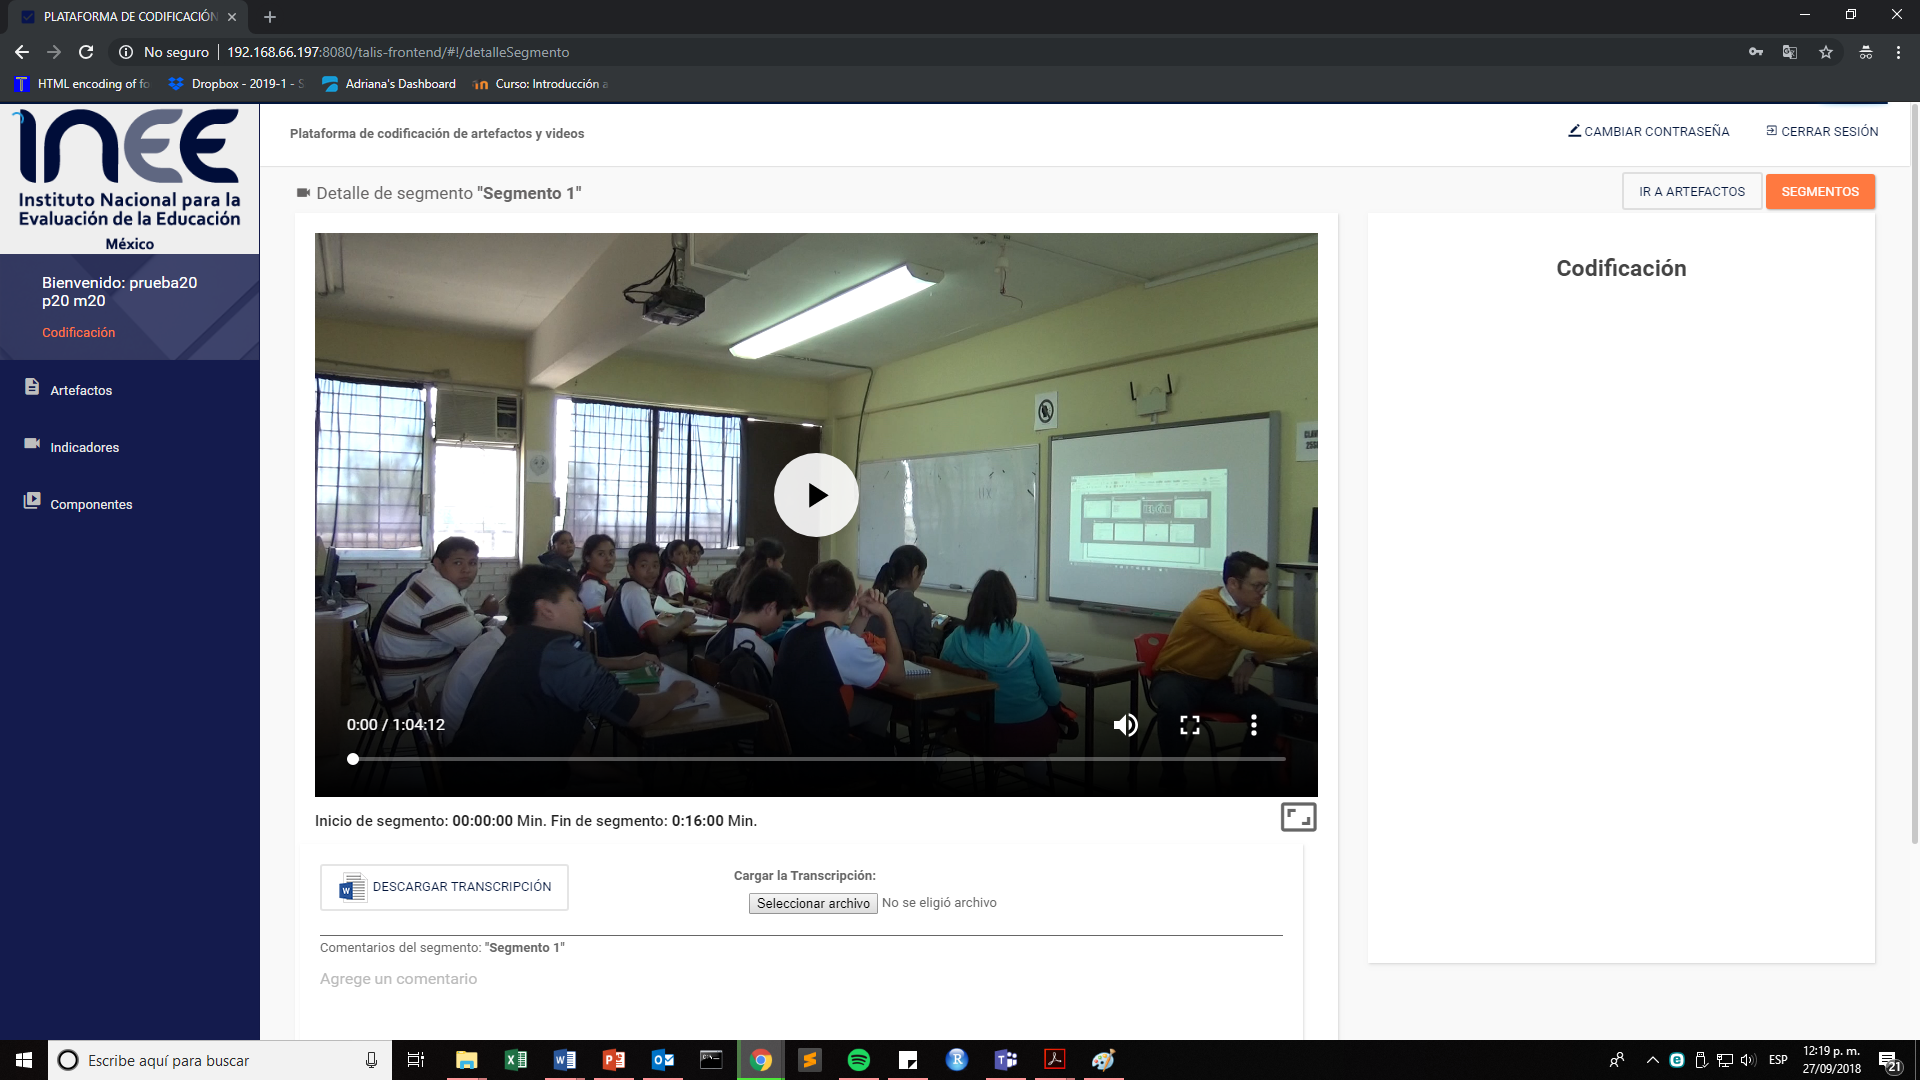 PLATAFORMA DE CODIFICACIÓN
No seguro
192.168.66.197:8080/talis-frontend/#!/detalleSegmento
HTML encoding of fo
Dropbox - 2019-1 - S
Adriana's Dashboard
Curso: Introducción a
INEE
Instituto Nacional para la
Evaluación de la Educación
México
Bienvenido: prueba20
p20 m20
Codificación
Artefactos
Indicadores
Componentes
Plataforma de codificación de artefactos y videos
CAMBIAR CONTRASEÑA
CERRAR SESIÓN
Detalle de segmento "Segmento 1"
IR A ARTEFACTOS
SEGMENTOS
Codificación
0:00 / 1:04:12
Inicio de segmento: 00:00:00 Min. Fin de segmento: 0:16:00 Min.
DESCARGAR TRANSCRIPCIÓN
Cargar la Transcripción:
Seleccionar archivo No se eligió archivo
Comentarios del segmento: "Segmento 1"
Agrege un comentario
Escribe aquí para buscar
ESP
12:19 p. m.
27/09/2018
21